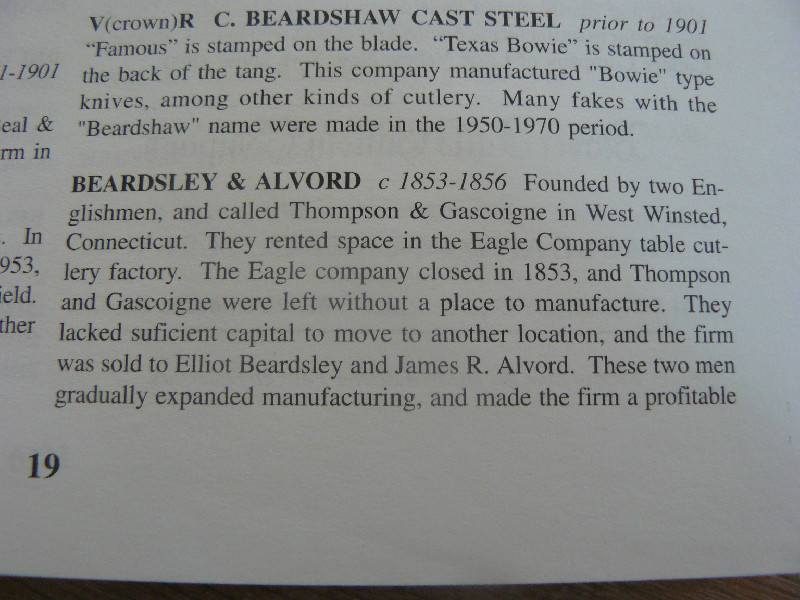 1-1901
eal &
rm in
. In
953,
ield.
ther
V(crown)R C. BEARDSHAW CAST STEEL prior to 1901
“Famous” is stamped on the blade. “Texas Bowie” is stamped on
the back of the tang. This company manufactured "Bowie" type
knives, among other kinds of cutlery. Many fakes with the
"Beardshaw" name were made in the 1950-1970 period.
BEARDSLEY & ALVORD c 1853-1856 Founded by two En-
glishmen, and called Thompson & Gascoigne in West Winsted,
Connecticut. They rented space in the Eagle Company table cut-
lery factory. The Eagle company closed in 1853, and Thompson
and Gascoigne were left without a place to manufacture. They
lacked suficient capital to move to another location, and the firm
was sold to Elliot Beardsley and James R. Alvord. These two men
gradually expanded manufacturing, and made the firm a profitable
19